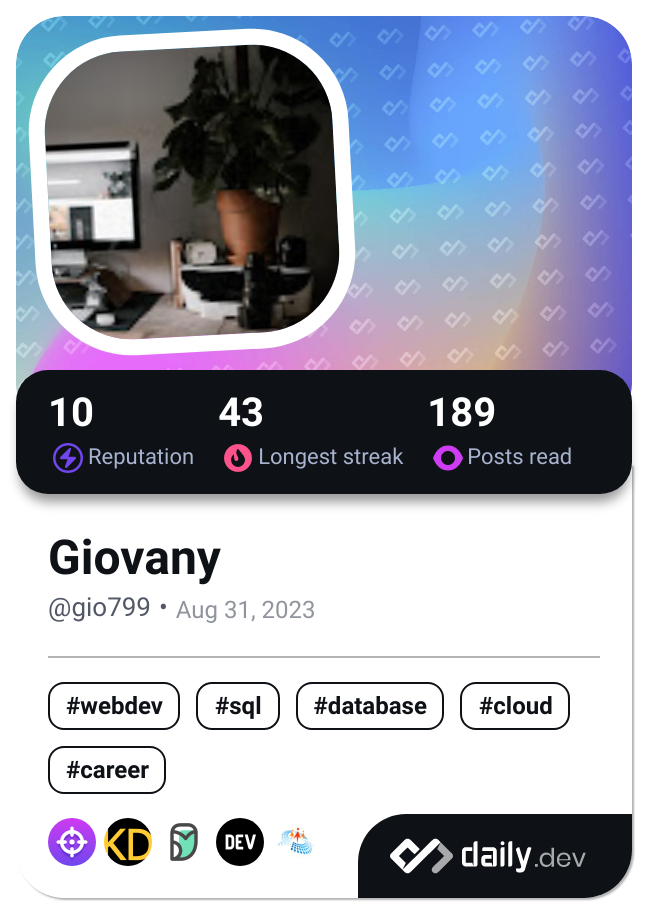 10 43 189
Reputation Longest streak Posts read
Giovany
@gio799 • Aug 31, 2023
#webdev #sql #database #cloud
#career
KD DEV daily.dev